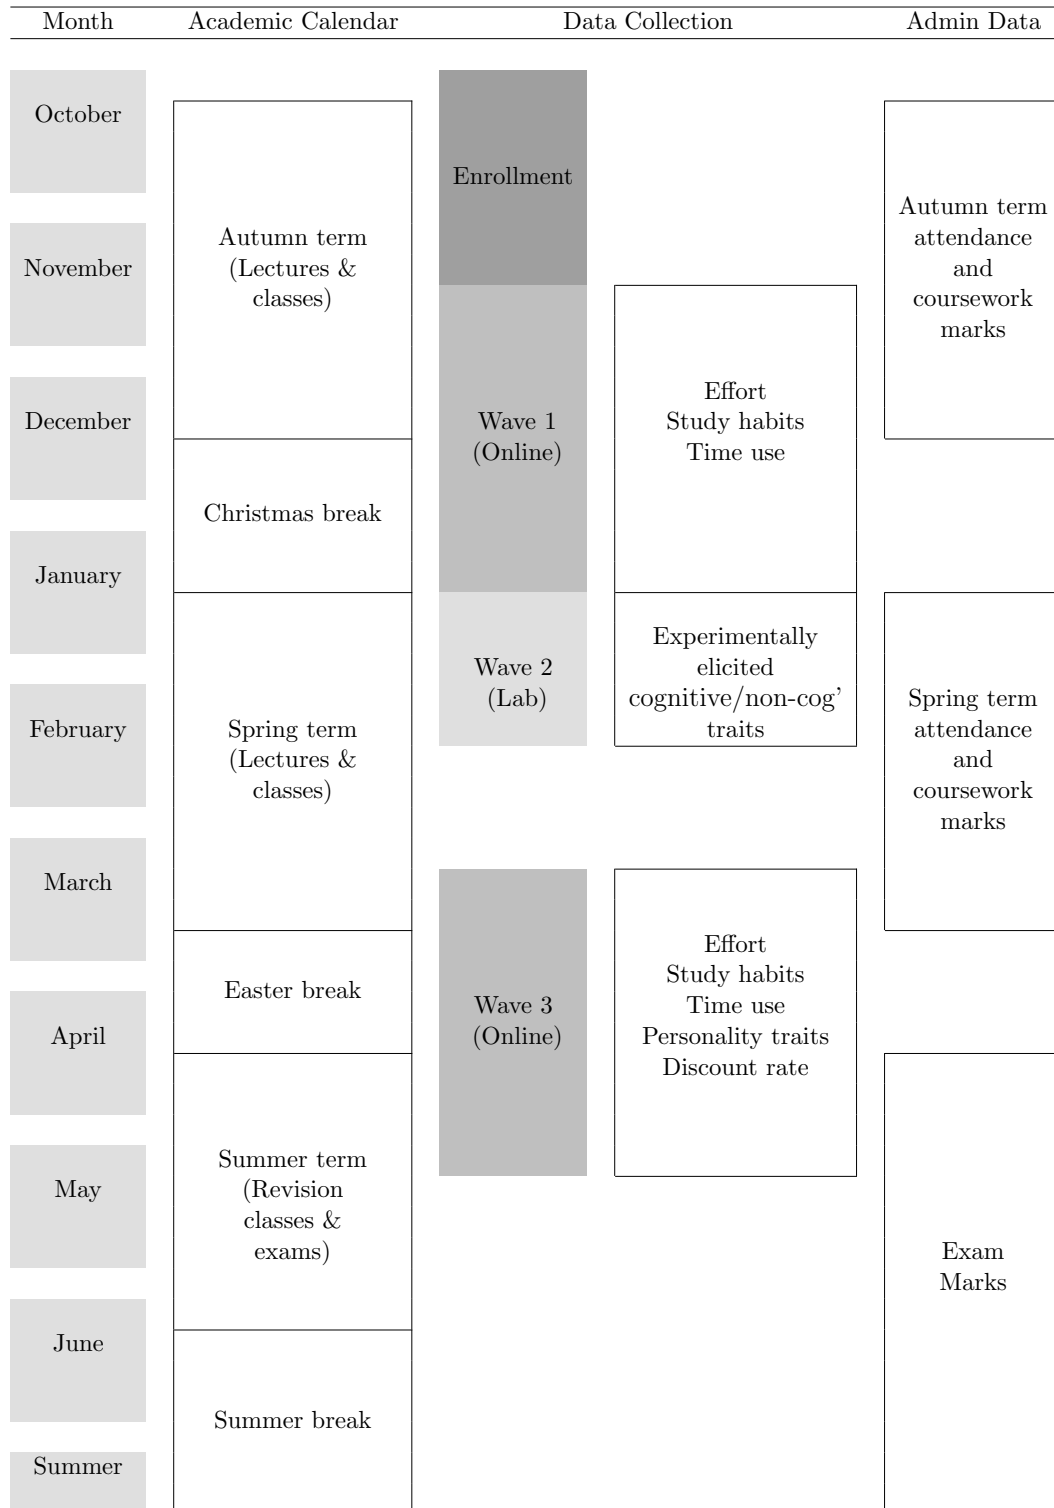 Month Academic Calendar Data Collection Admin Data
October
Enrollment
Autumn term
(Lectures &
classes)
Autumn term
attendance
and
coursework
marks
November
December
Wave 1
(Online)
Effort
Study habits
Time use
Christmas break
January
Wave 2
(Lab)
Experimentally
elicited
cognitive/non-cog'
traits
February
Spring term
(Lectures &
classes)
Spring term
attendance
and
coursework
marks
March
Easter break
Wave 3
(Online)
Effort
Study habits
Time use
Personality traits
Discount rate
April
May
Summer term
(Revision
classes &
exams)
Exam
Marks
June
Summer break
Summer